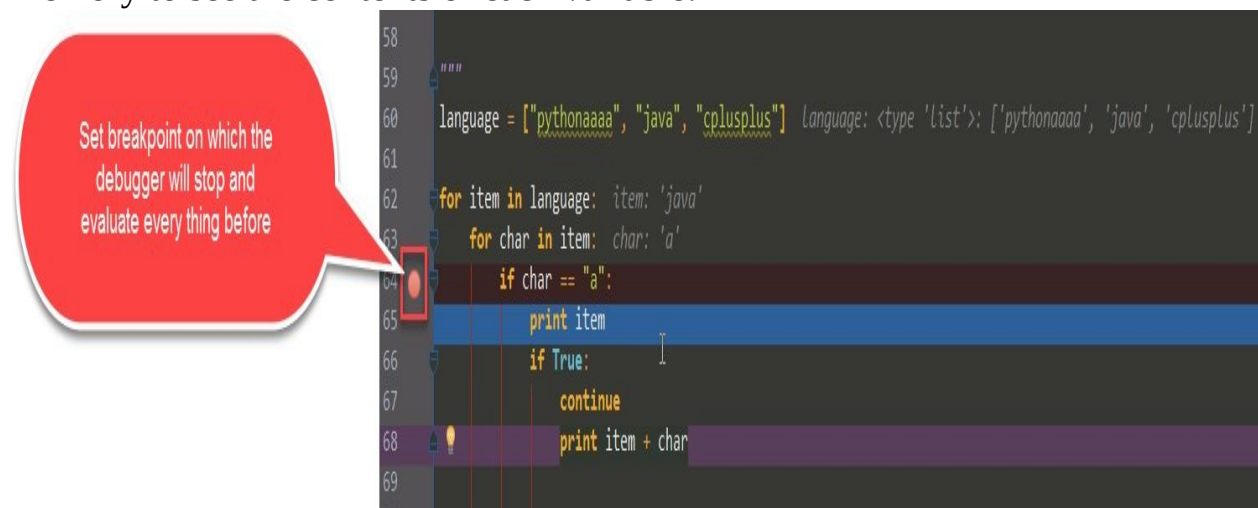 Set breakpoint on which the
debugger will stop and
evaluate every thing before
58
59 """
60 language = ["pythonaaaa", "java", "cplusplus"] language: <type 'list'>: ['pythonaaaa', 'java', 'cplusplus']
61
62 for item in language: item: 'java'
63 for char in item: char: 'a'
64 if char == "a":
65 print item
66 if True:
67 continue
68 print item + char
69